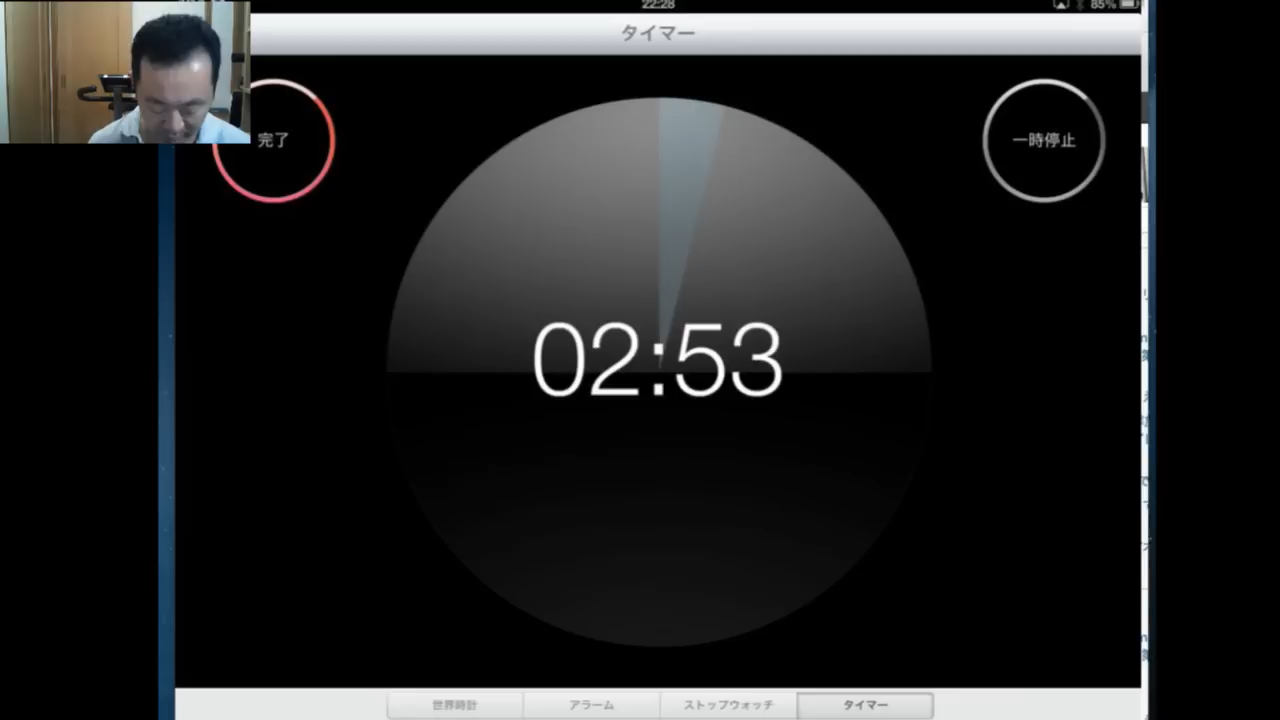 22:28
85%
タイマー
完了
一時停止
02:53
世界時計
アラーム
ストップウォッチ
タイマー